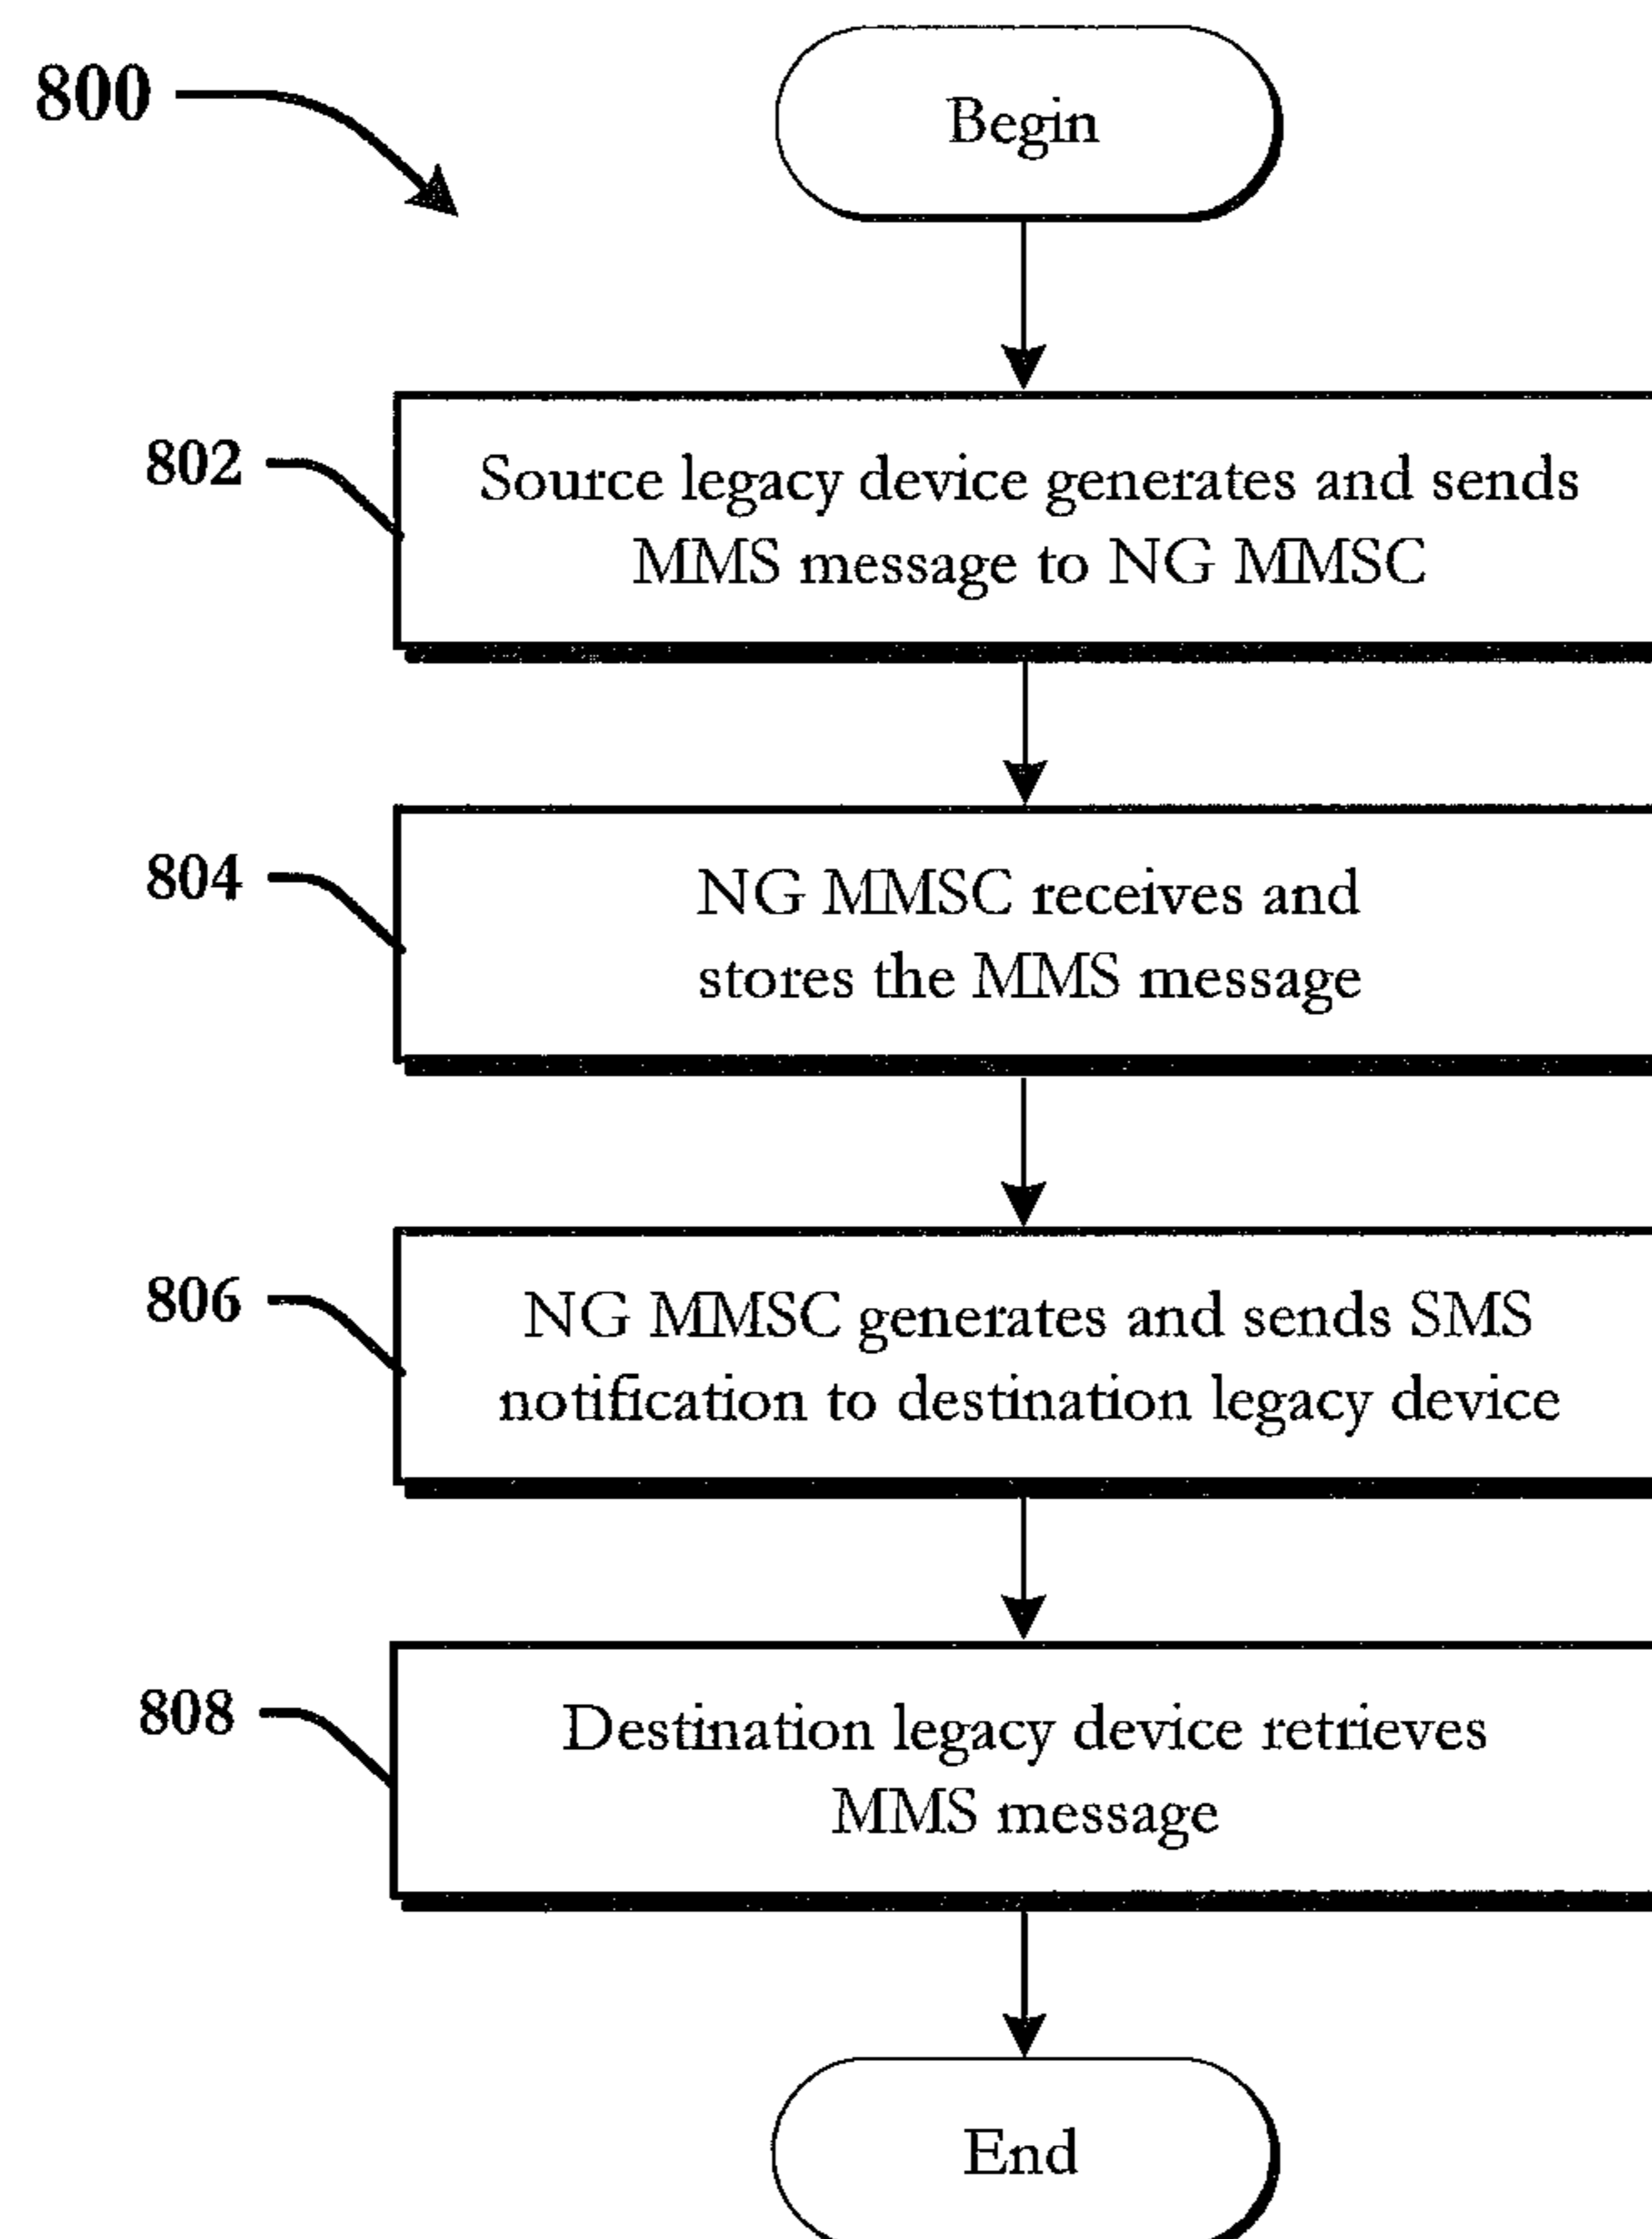 800
Begin
802
Source legacy device generates and sends
MMS message to NG MMSC
804
NG MMSC receives and
stores the MMS message
806
NG MMSC generates and sends SMS
notification to destination legacy device
808
Destination legacy device retrieves
MMS message
End